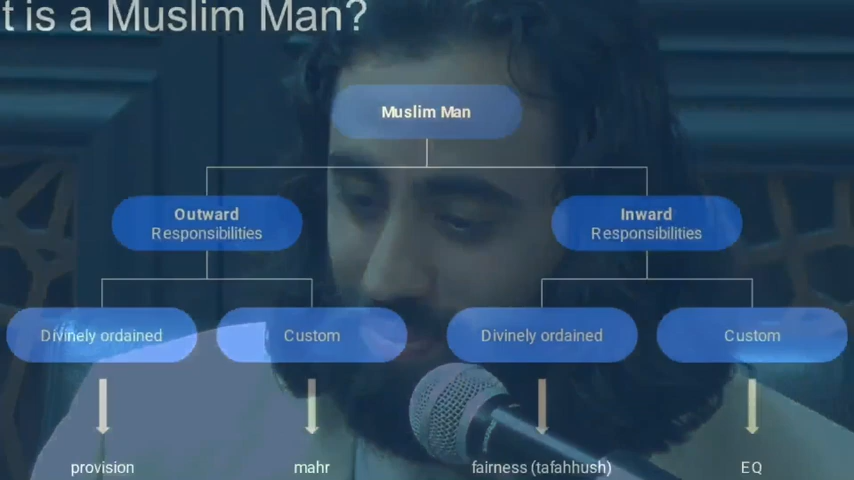 t is a Muslim Man?
Muslim Man
Outward
Responsibilities
Inward
Responsibilities
Divinely ordained
Custom
Divinely ordained
Custom
provision
mahr
fairness (tafahhush)
EQ